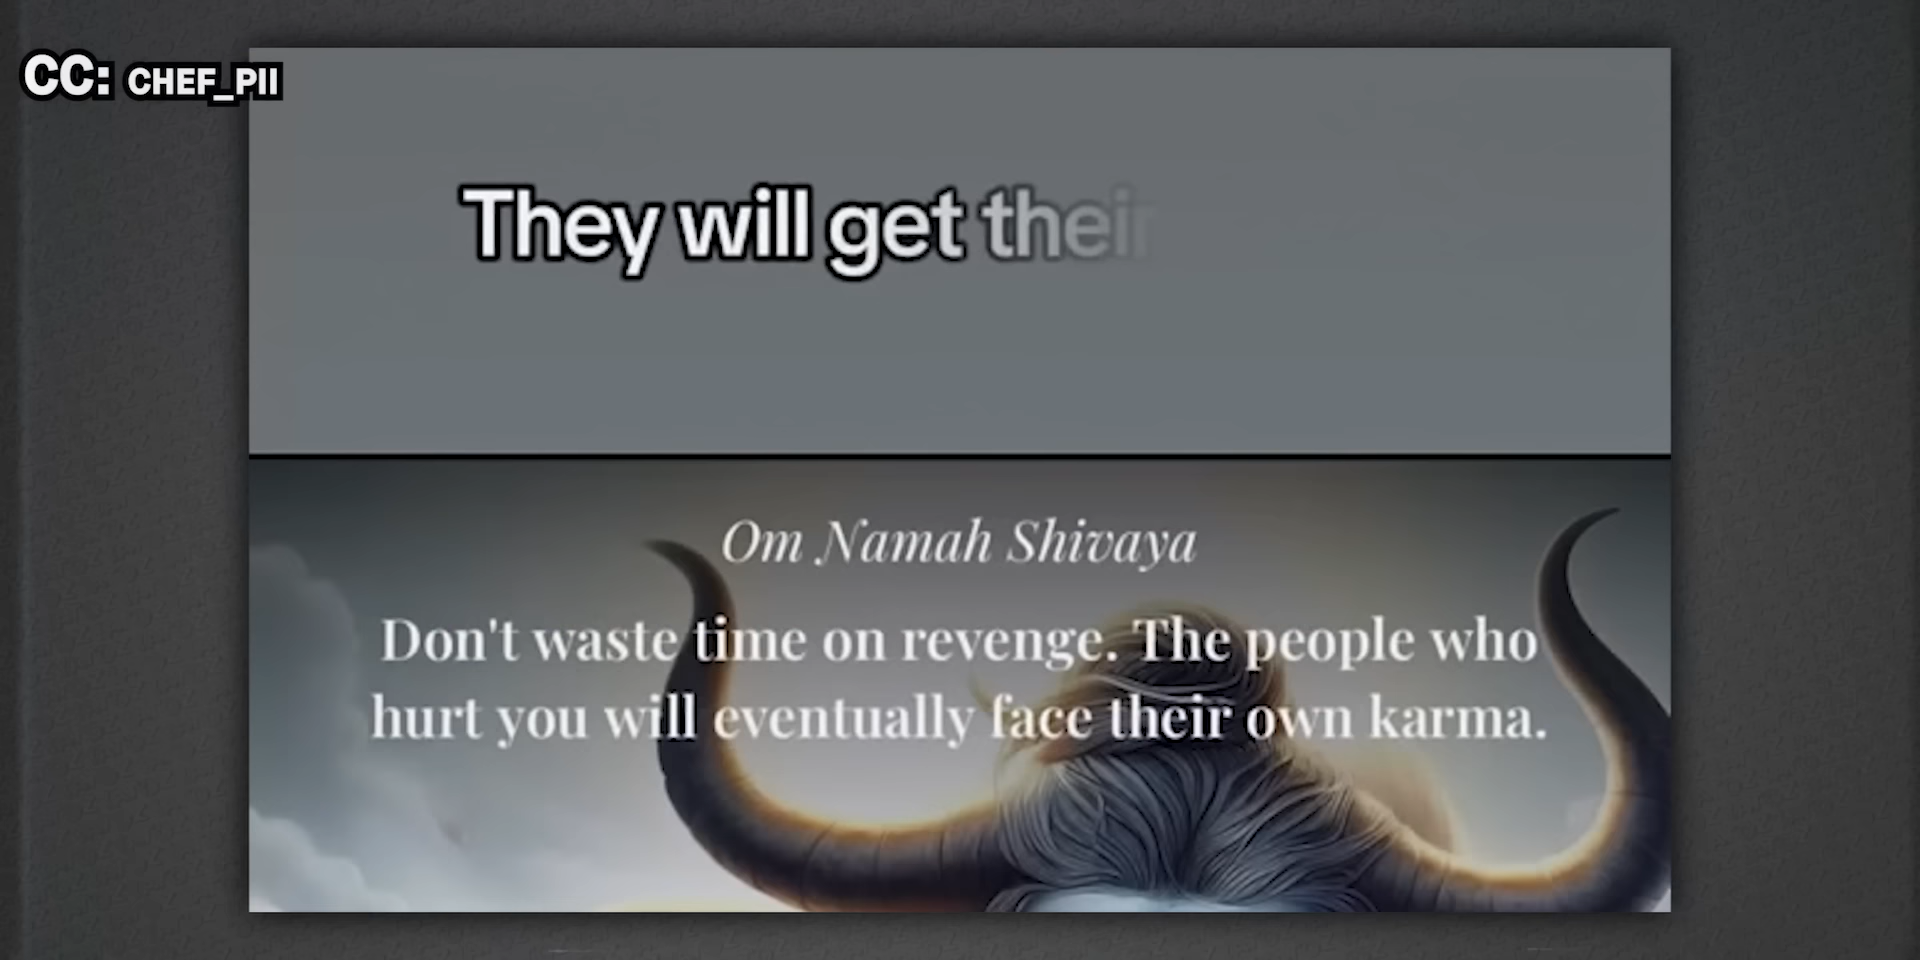 CC: CHEF_PII
They will get their
Om Namah Shivaya
Don't waste time on revenge. The people who
hurt you will eventually face their own karma.